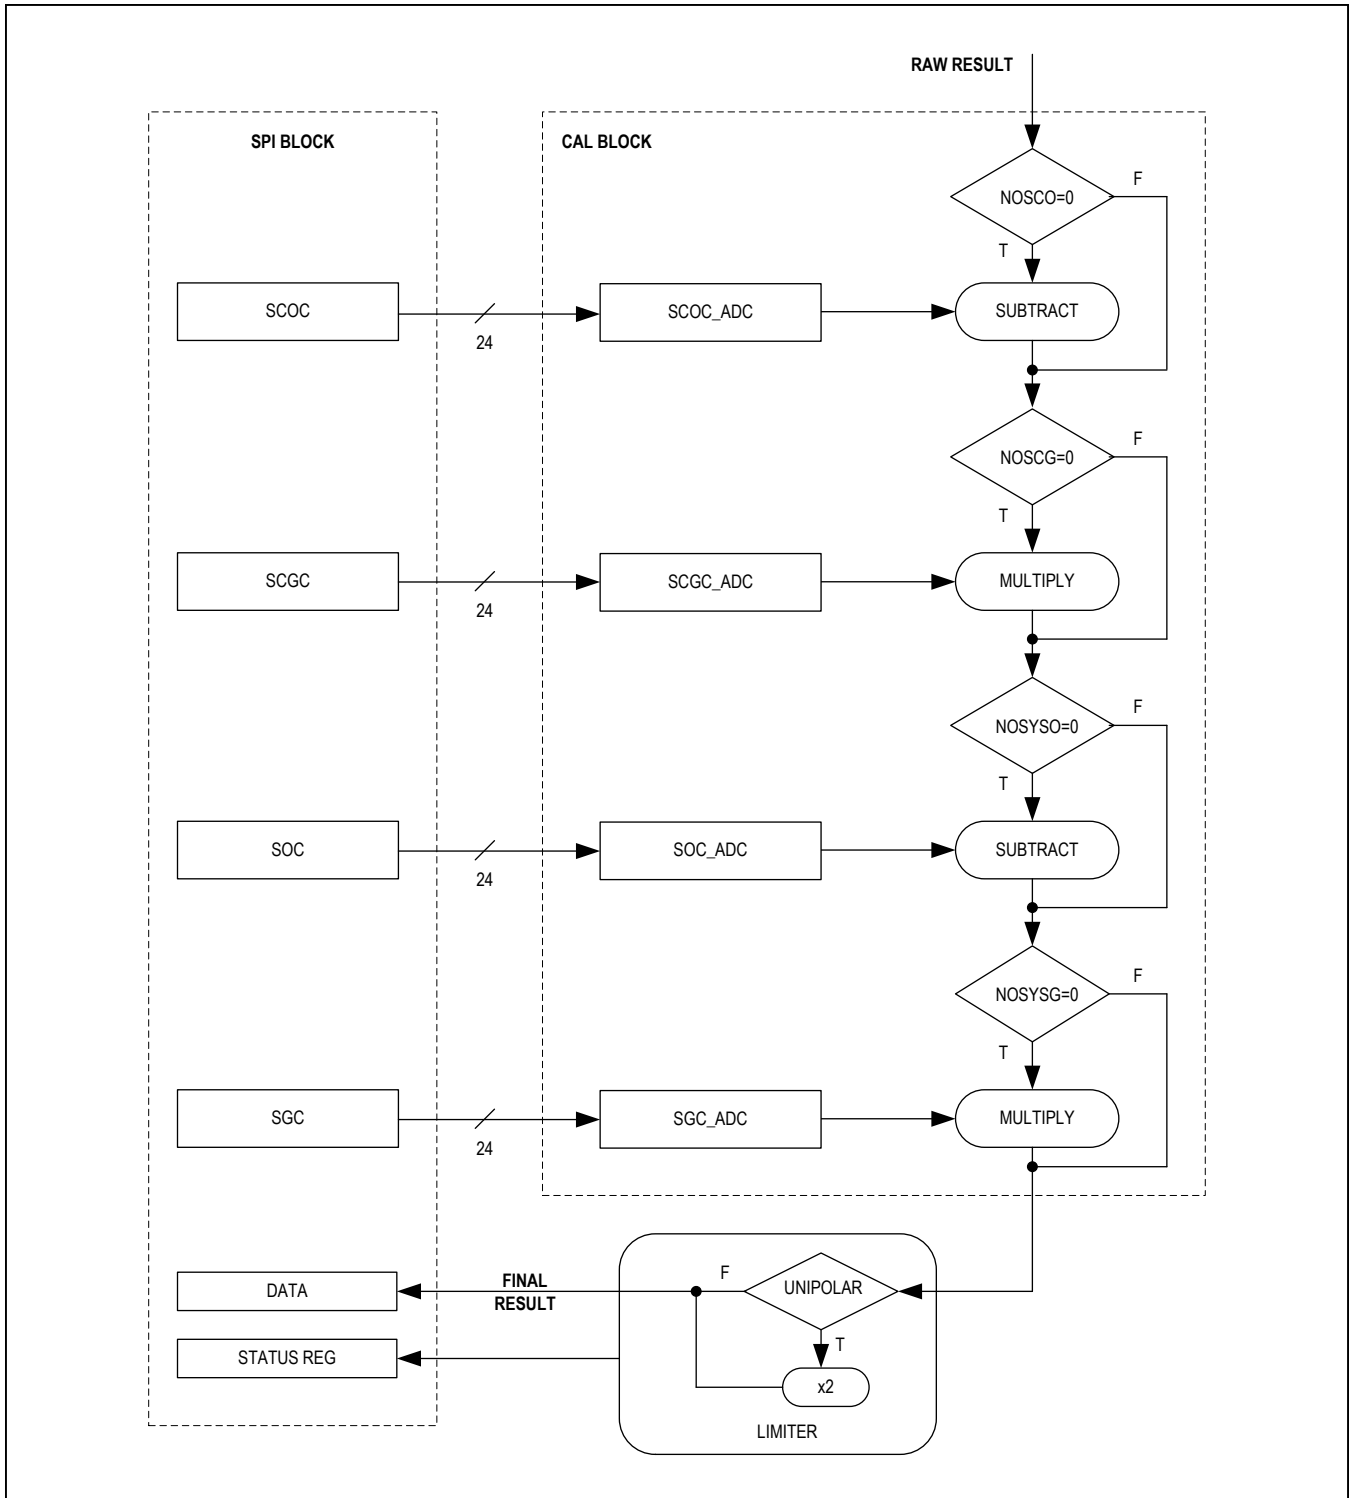 RAW RESULT
SPI BLOCK
CAL BLOCK
NOSCO=0
F
T
SCOC
24
SCOC_ADC
SUBTRACT
NOSCG=0
F
T
SCGC
24
SCGC_ADC
MULTIPLY
NOSYSO=0
F
T
SOC
24
SOC_ADC
SUBTRACT
NOSYSG=0
F
T
SGC
24
SGC_ADC
MULTIPLY
DATA
FINAL
RESULT
F
UNIPOLAR
T
STATUS REG
x2
LIMITER